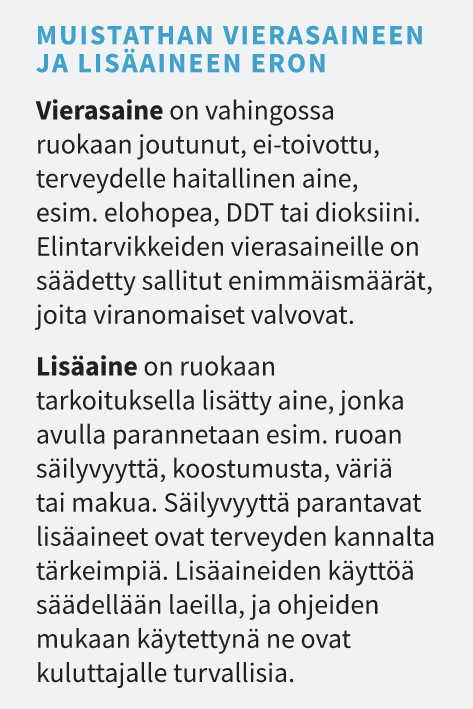 MUISTATHAN VIERASAINEEN
JA LISÄAINEEN ERON
Vierasaine on vahingossa
ruokaan joutunut, ei-toivottu,
terveydelle haitallinen aine,
esim. elohopea, DDT tai dioksiini.
Elintarvikkeiden vierasaineille on
säädetty sallitut enimmäismäärät,
joita viranomaiset valvovat.
Lisäaine on ruokaan
tarkoituksella lisätty aine, jonka
avulla parannetaan esim. ruoan
säilyvyyttä, koostumusta, väriä
tai makua. Säilyvyyttä parantavat
lisäaineet ovat terveyden kannalta
tärkeimpiä. Lisäaineiden käyttöä
säädellään laeilla, ja ohjeiden
mukaan käytettynä ne ovat
kuluttajalle turvallisia.